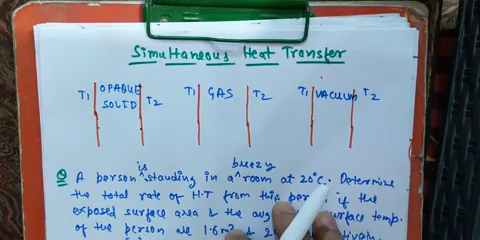 Simultaneous Heat Transfer
T1 OPAQUE SOLID T2 T1 GAS T2 T1 VACUUM T2
is breezy
Q A person ^ standing in a ^ room at 20°C. Determine
the total rate of H.T from this person if the
exposed surface area & the surface temp.
of the person are 1.6m²